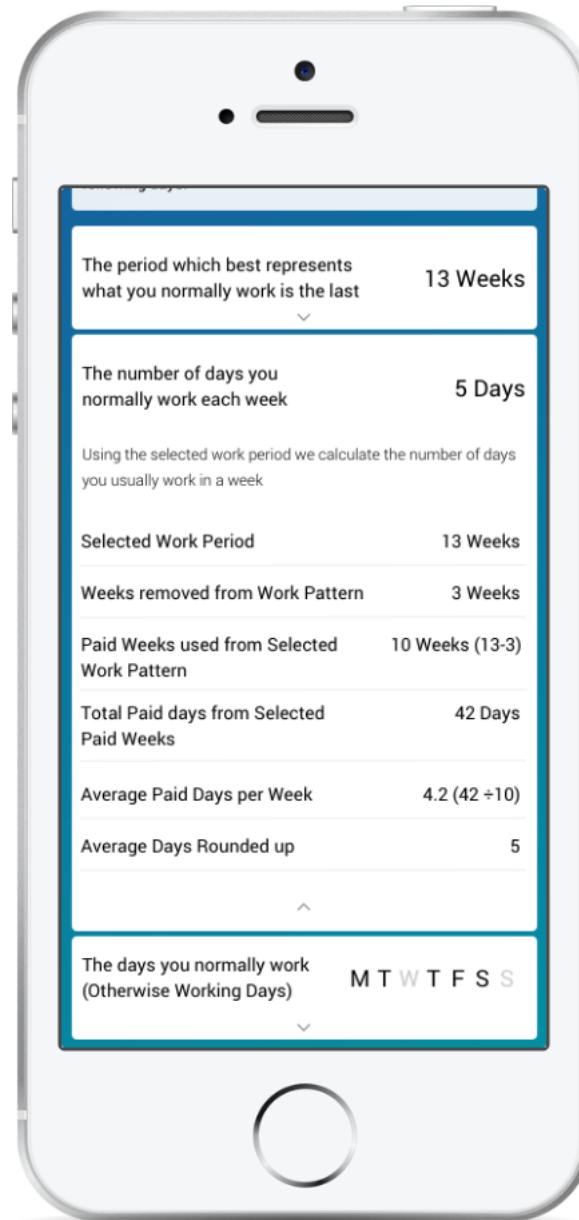 The period which best represents
what you normally work is the last
13 Weeks
The number of days you
normally work each week
5 Days
Using the selected work period we calculate the number of days
you usually work in a week
Selected Work Period 13 Weeks
Weeks removed from Work Pattern 3 Weeks
Paid Weeks used from Selected 10 Weeks (13-3)
Work Pattern
Total Paid days from Selected 42 Days
Paid Weeks
Average Paid Days per Week 4.2 (42 ÷10)
Average Days Rounded up 5
The days you normally work
(Otherwise Working Days)
M T W T F S S